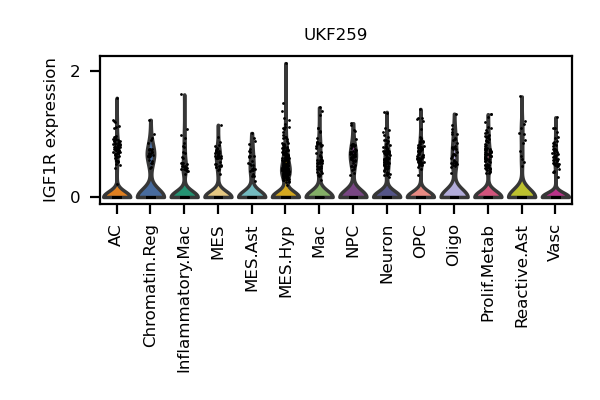 UKF259
IGF1R expression
2
0
AC
Chromatin.Reg
Inflammatory.Mac
MES
MES.Ast
MES.Hyp
Mac
NPC
Neuron
OPC
Oligo
Prolif.Metab
Reactive.Ast
Vasc